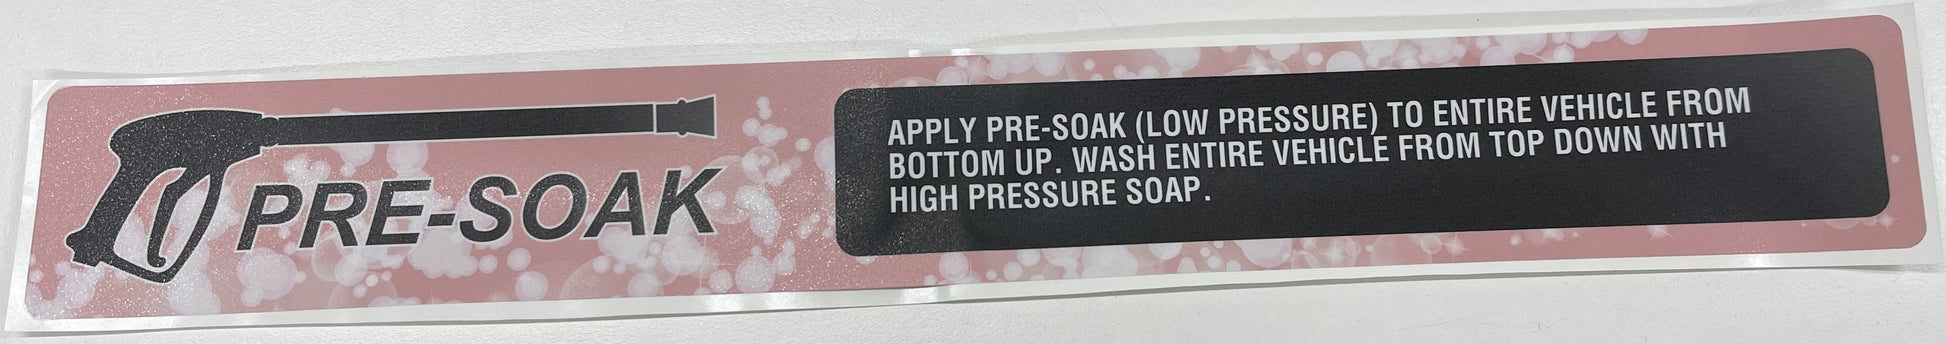 PRE-SOAK
APPLY PRE-SOAK (LOW PRESSURE) TO ENTIRE VEHICLE FROM
BOTTOM UP. WASH ENTIRE VEHICLE FROM TOP DOWN WITH
HIGH PRESSURE SOAP.